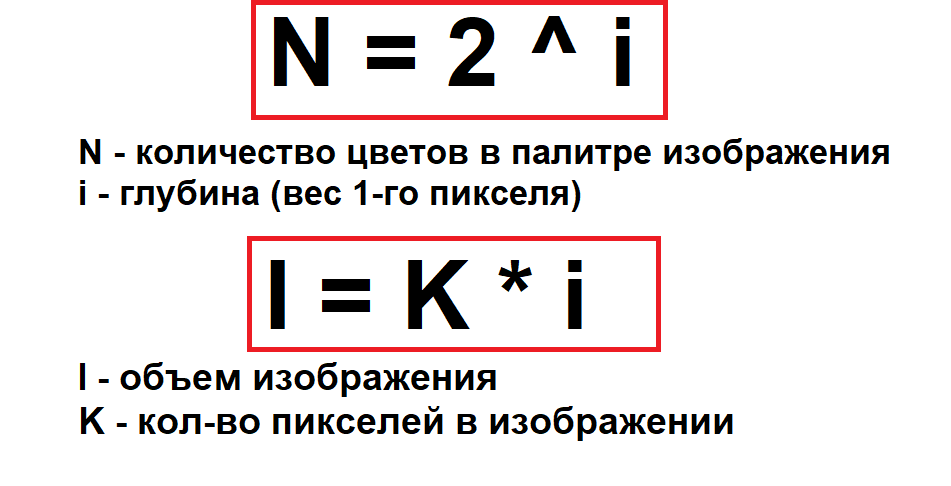 N = 2 ^ i
N - количество цветов в палитре изображения
i - глубина (вес 1-го пикселя)
I = K * i
I - объем изображения
K - кол-во пикселей в изображении